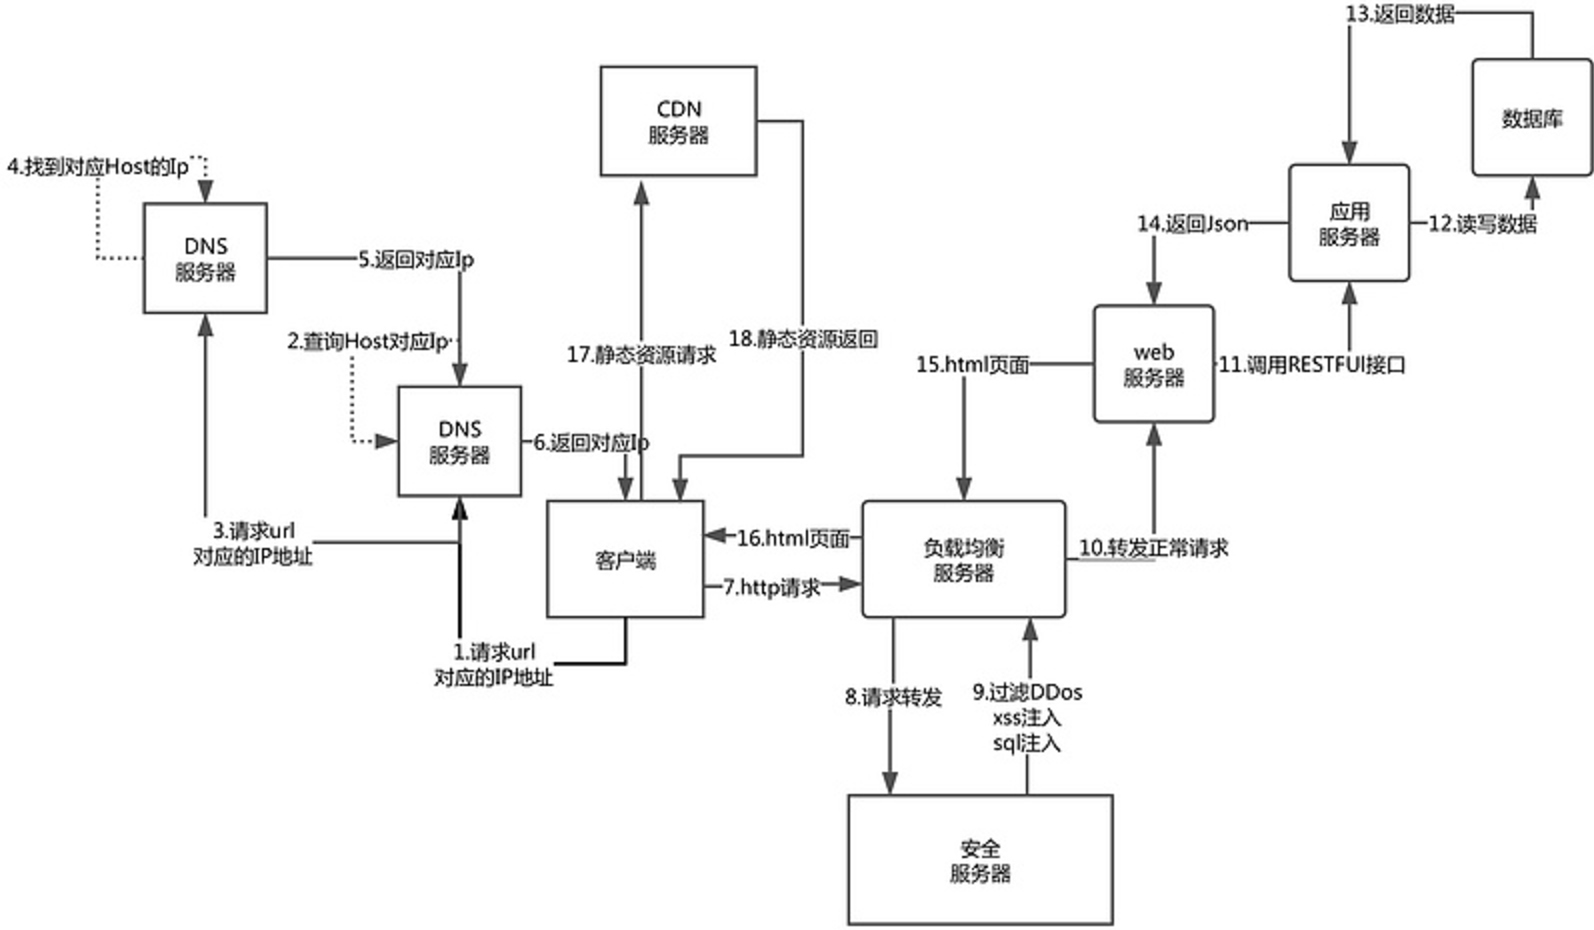 13.返回数据
CDN
服务器
数据库
4.找到对应Host的Ip
应用
服务器
14.返回Json
12.读写数据
DNS
服务器
5.返回对应Ip
2.查询Host对应Ip
17.静态资源请求
18.静态资源返回
web
服务器
15.html页面
11.调用RESTFUl接口
DNS
服务器
6.返回对应Ip
3.请求url
对应的IP地址
客户端
16.html页面
7.http请求
负载均衡
服务器
10.转发正常请求
1.请求url
对应的IP地址
8.请求转发
9.过滤DDos
xss注入
sql注入
安全
服务器